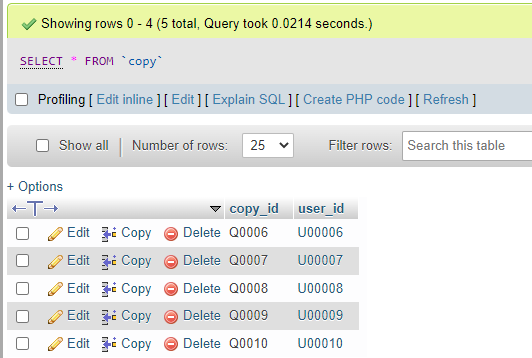 Showing rows 0 - 4 (5 total, Query took 0.0214 seconds.)
SELECT * FROM `copy`
Profiling [ Edit inline ] [ Edit ] [ Explain SQL ] [ Create PHP code ] [ Refresh ]
Show all Number of rows: 25 Filter rows: Search this table
+ Options
copy_id user_id
Edit Copy Delete Q0006 U00006
Edit Copy Delete Q0007 U00007
Edit Copy Delete Q0008 U00008
Edit Copy Delete Q0009 U00009
Edit Copy Delete Q0010 U00010